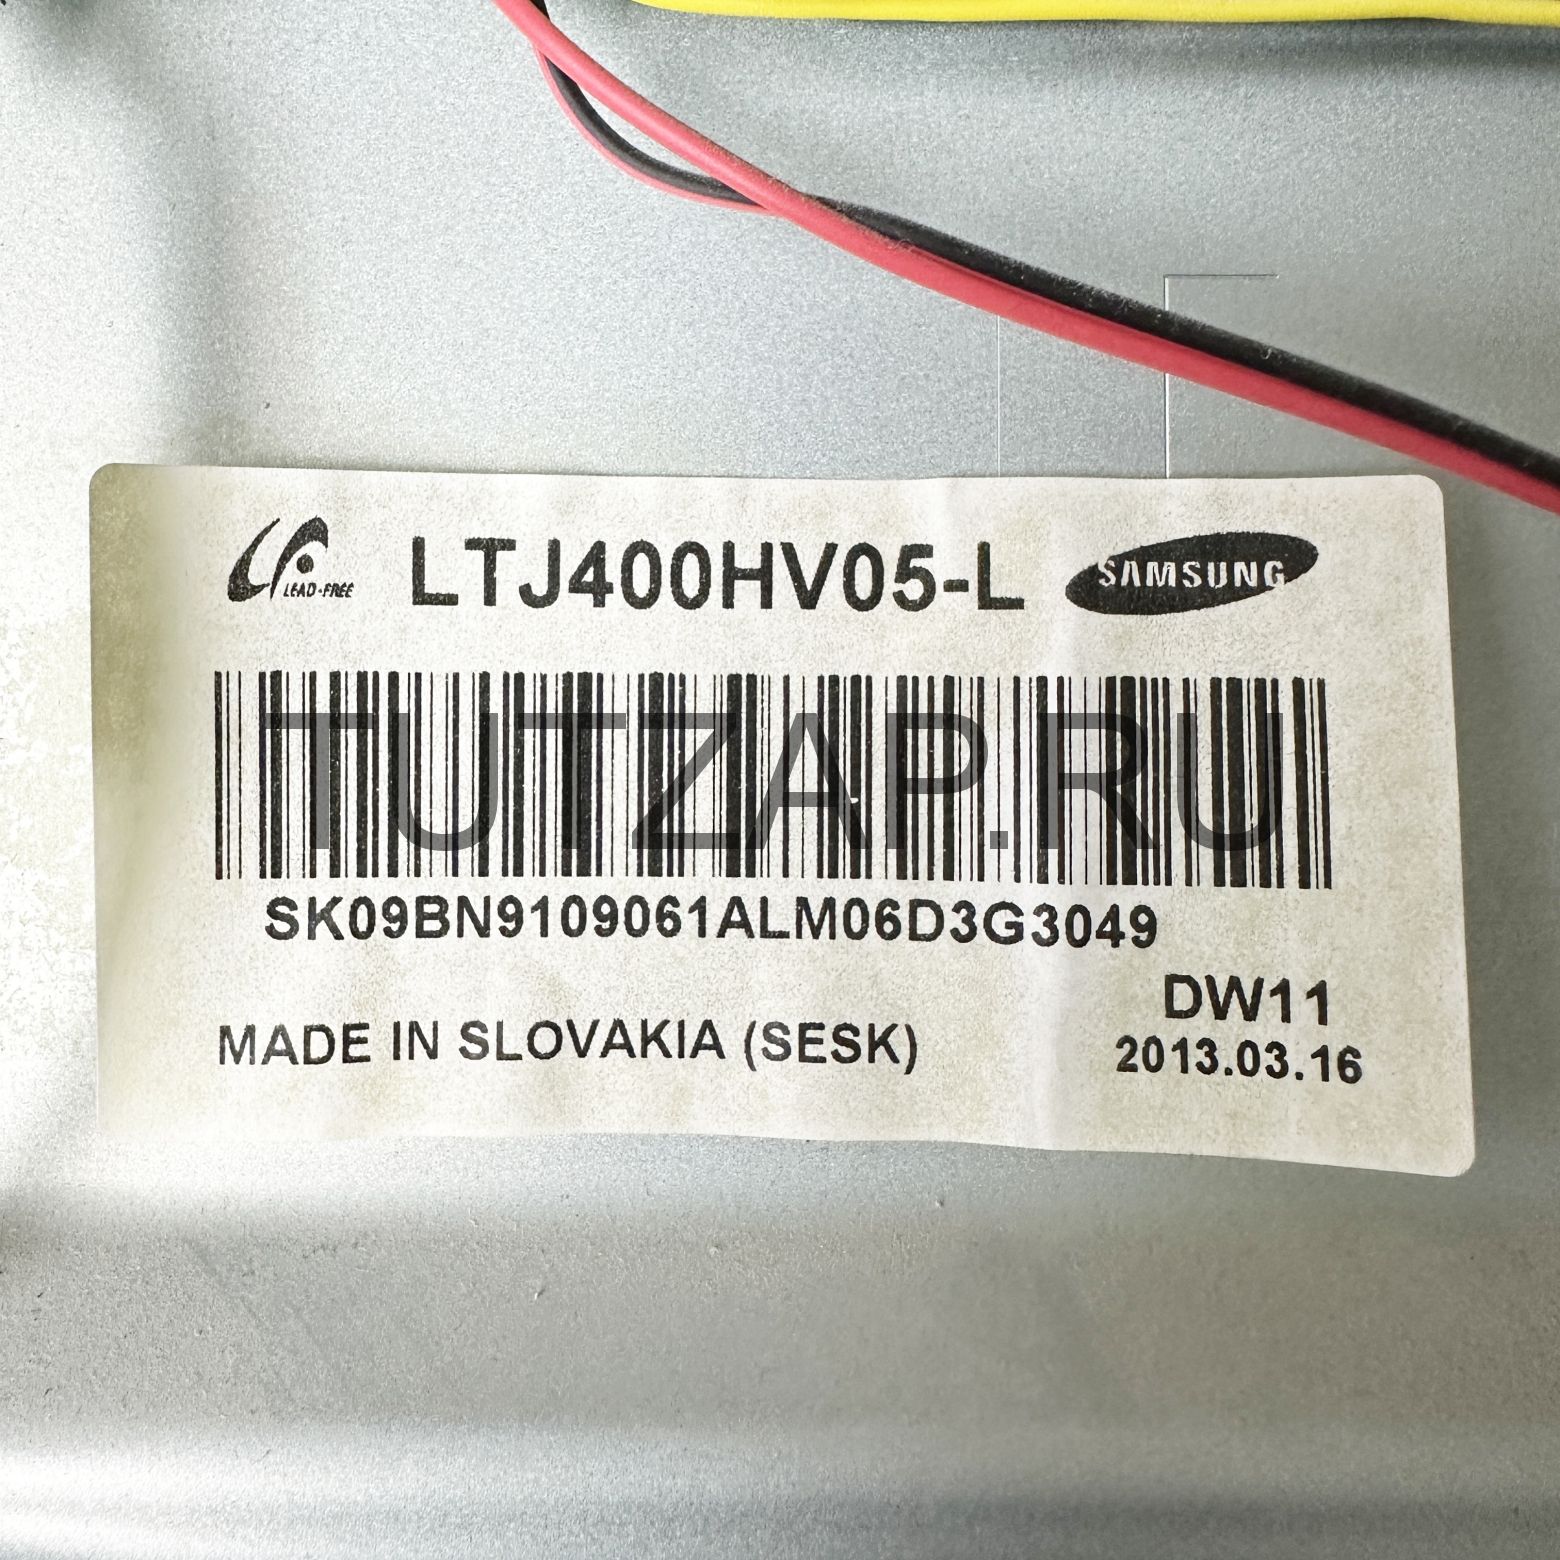 LEAD-FREE
LTJ400HV05-L
SAMSUNG
TUTZAP.RU
SK09BN9109061ALM06D3G3049
DW11
MADE IN SLOVAKIA (SESK)
2013.03.16